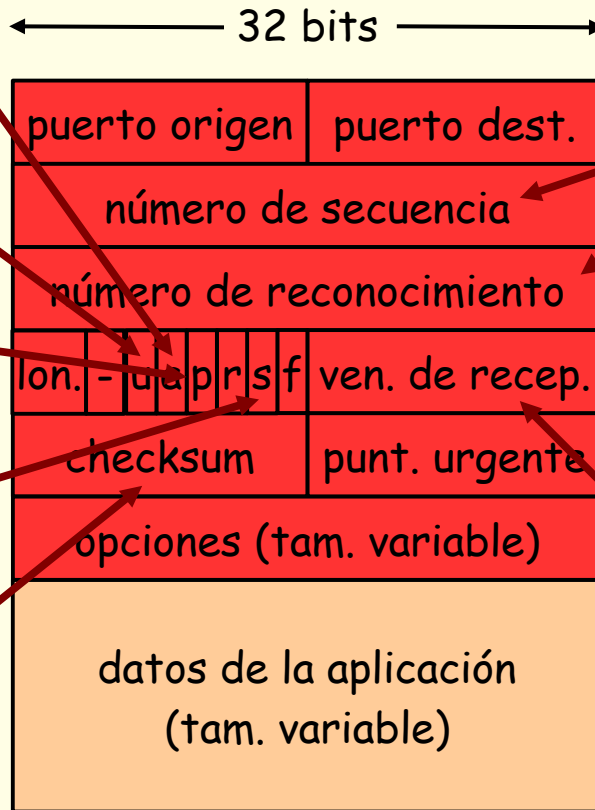 32 bits
puerto origen puerto dest.
número de secuencia
número de reconocimiento
lon. - u a p r s f ven. de recep.
checksum punt. urgente
opciones (tam. variable)
datos de la aplicación
(tam. variable)